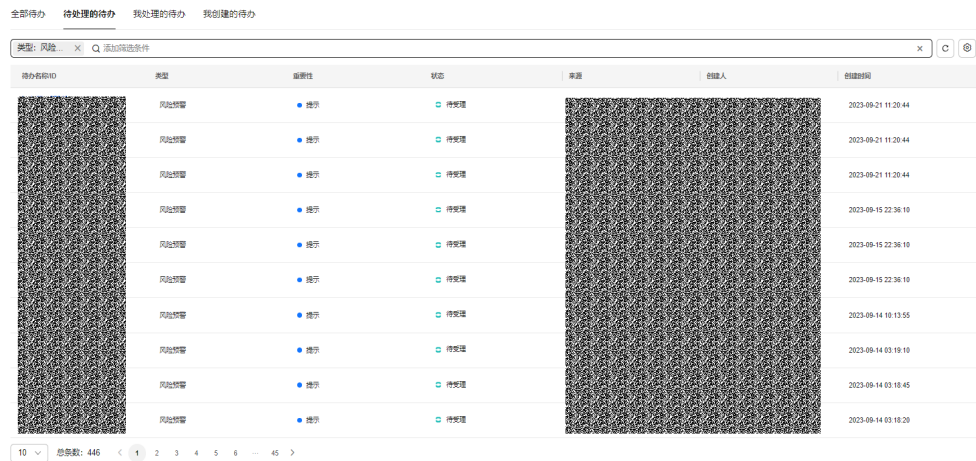 全部待办 待处理的待办 我处理的待办 我创建的待办
类型: 风险... × 添加筛选条件 ×
待办名称/ID 类型 重要性 状态 来源 创建人 创建时间
风险预警 提示 待受理 2023-09-21 11:20:44
风险预警 提示 待受理 2023-09-21 11:20:44
风险预警 提示 待受理 2023-09-21 11:20:44
风险预警 提示 待受理 2023-09-15 22:36:10
风险预警 提示 待受理 2023-09-15 22:36:10
风险预警 提示 待受理 2023-09-15 22:36:10
风险预警 提示 待受理 2023-09-14 10:13:55
风险预警 提示 待受理 2023-09-14 03:19:10
风险预警 提示 待受理 2023-09-14 03:18:45
风险预警 提示 待受理 2023-09-14 03:18:20
10 总条数: 446 < 1 2 3 4 5 6 ... 45 >